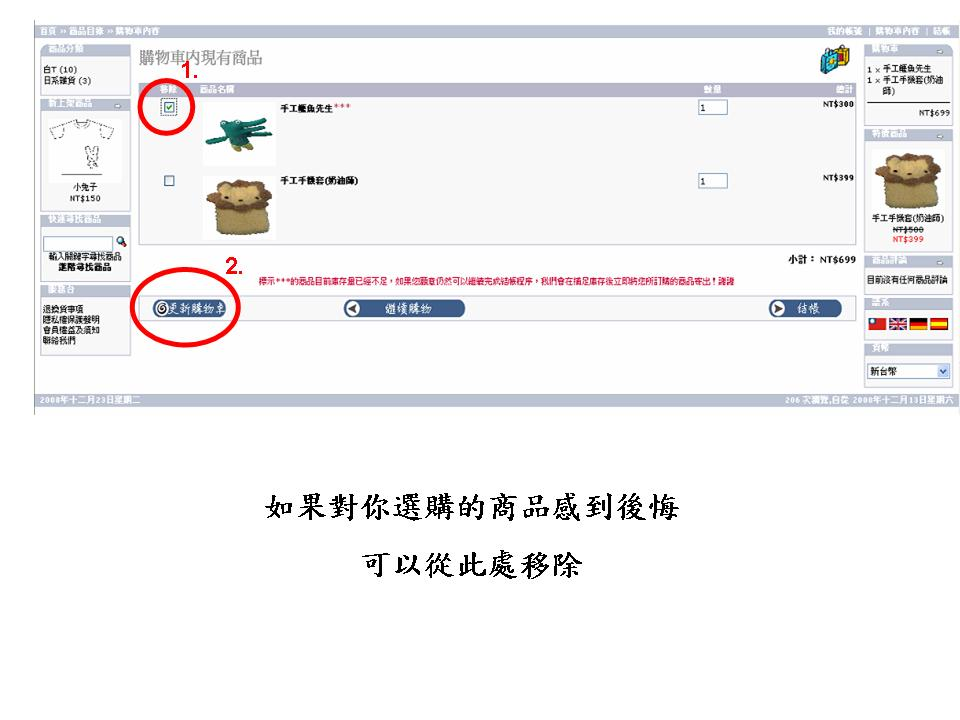 首頁 » 商品目錄 » 購物車內容
我的帳號 | 購物車內容 | 結帳
商品分類
白T (10)
日系雜貨 (3)
新上架商品
小兔子
NT$150
快速尋找商品
輸入關鍵字尋找商品
進階尋找商品
服務台
退換貨事項
隱私權保護聲明
會員權益及須知
聯絡我們
購物車內現有商品
1.
移除 商品名稱 數量 總計
手工鱷魚先生*** 1 NT$300
手工手機套(奶油獅) 1 NT$399
小計： NT$699
2.
標示***的商品目前庫存量已經不足，如果您願意仍然可以繼續完成結帳程序，我們會在補足庫存後立即將您所訂購的商品寄出！謝謝
更新購物車 繼續購物 結帳
購物車
1 x 手工鱷魚先生
1 x 手工手機套(奶油
獅)
NT$699
特價商品
手工手機套(奶油獅)
NT$500
NT$399
商品評論
目前沒有任何商品評論
語系
貨幣
新台幣
2008年十二月23日星期二
206 次瀏覽,自從 2008年十二月13日星期六
如果對你選購的商品感到後悔
可以從此處移除